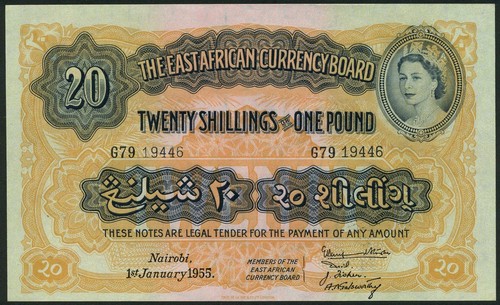 THE EAST AFRICAN CURRENCY BOARD
20
TWENTY SHILLINGS OR ONE POUND
G79 19446 G79 19446
٢٠ شيلنڠ ૨૦ શીલીંગ
THESE NOTES ARE LEGAL TENDER FOR THE PAYMENT OF ANY AMOUNT
Nairobi,
1st January 1955.
MEMBERS OF THE
EAST AFRICAN
CURRENCY BOARD
20 20